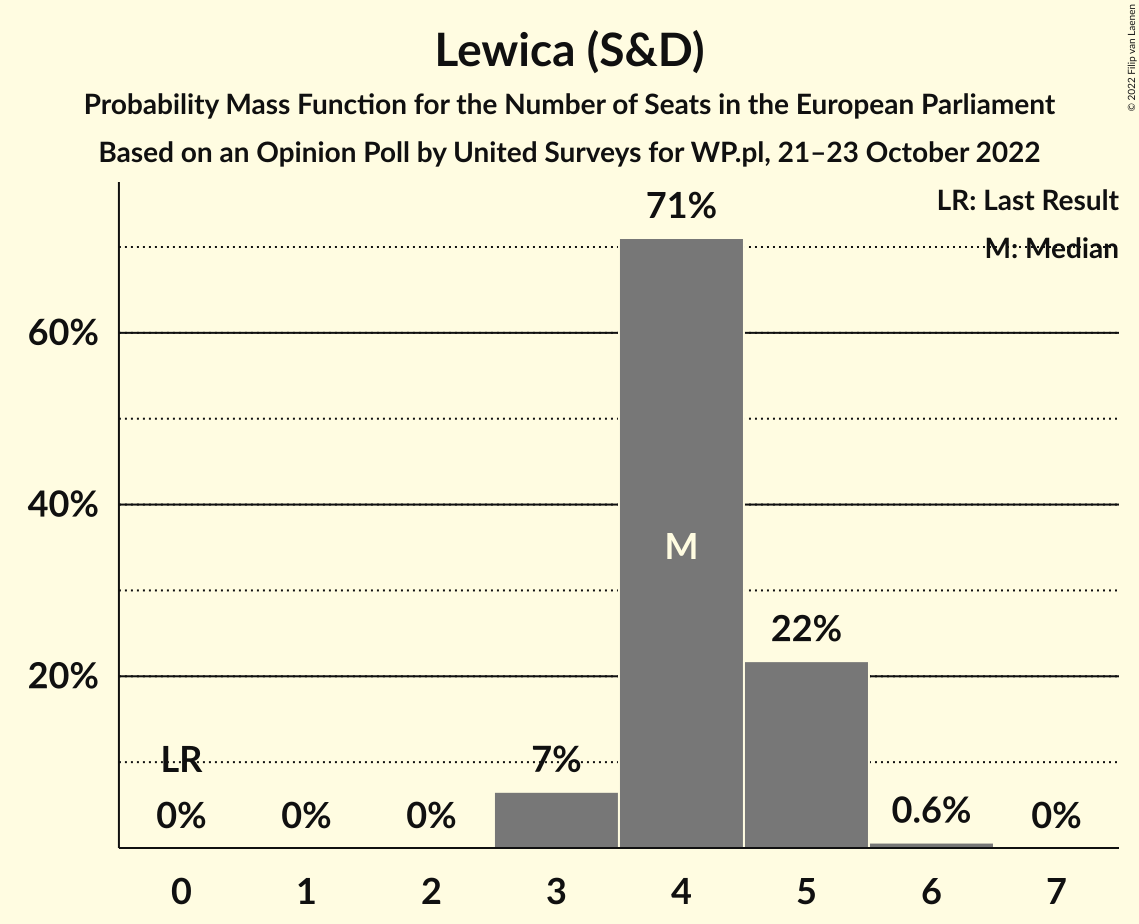 Lewica (S&D)
Probability Mass Function for the Number of Seats in the European Parliament
Based on an Opinion Poll by United Surveys for WP.pl, 21–23 October 2022
© 2022 Filip van Laenen
LR: Last Result
M: Median
71%
60%
40%
M
22%
20%
LR
7%
0%
0%
0%
0.6%
0%
0
1
2
3
4
5
6
7